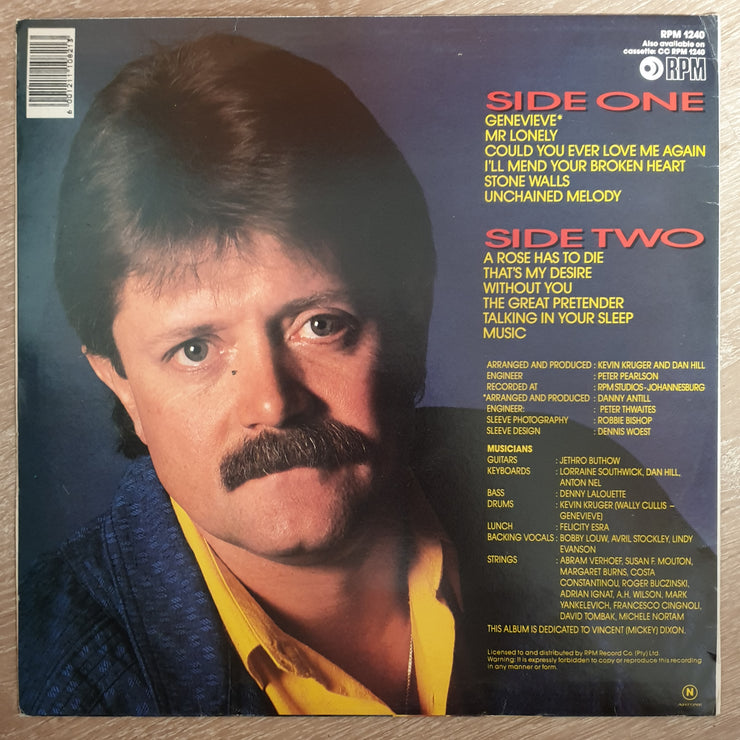 6 001211 108213
RPM 1240
Also available on
cassette: CC RPM 1240
RPM
SIDE ONE
GENEVIEVE*
MR LONELY
COULD YOU EVER LOVE ME AGAIN
I'LL MEND YOUR BROKEN HEART
STONE WALLS
UNCHAINED MELODY
SIDE TWO
A ROSE HAS TO DIE
THAT'S MY DESIRE
WITHOUT YOU
THE GREAT PRETENDER
TALKING IN YOUR SLEEP
MUSIC
ARRANGED AND PRODUCED : KEVIN KRUGER AND DAN HILL
ENGINEER : PETER PEARLSON
RECORDED AT : RPM STUDIOS - JOHANNESBURG
*ARRANGED AND PRODUCED : DANNY ANTILL
ENGINEER: : PETER THWAITES
SLEEVE PHOTOGRAPHY : ROBBIE BISHOP
SLEEVE DESIGN : DENNIS WOEST
MUSICIANS
GUITARS : JETHRO BUTHOW
KEYBOARDS : LORRAINE SOUTHWICK, DAN HILL,
ANTON NEL
BASS : DENNY LALOUETTE
DRUMS : KEVIN KRUGER (WALLY CULLIS –
GENEVIEVE)
LUNCH : FELICITY ESRA
BACKING VOCALS : BOBBY LOUW, AVRIL STOCKLEY, LINDY
EVANSON
STRINGS : ABRAM VERHOEF, SUSAN F. MOUTON,
MARGARET BURNS, COSTA
CONSTANTINOU, ROGER BUCZINSKI,
ADRIAN IGNAT, A.H. WILSON, MARK
YANKELEVICH, FRANCESCO CINGNOLI,
DAVID TOMBAK, MICHELE NORTAM
THIS ALBUM IS DEDICATED TO VINCENT (MICKEY) DIXON.
Licensed to and distributed by RPM Record Co. (Pty) Ltd.
Warning: It is expressly forbidden to copy or reproduce this recording
in any manner or form.
N